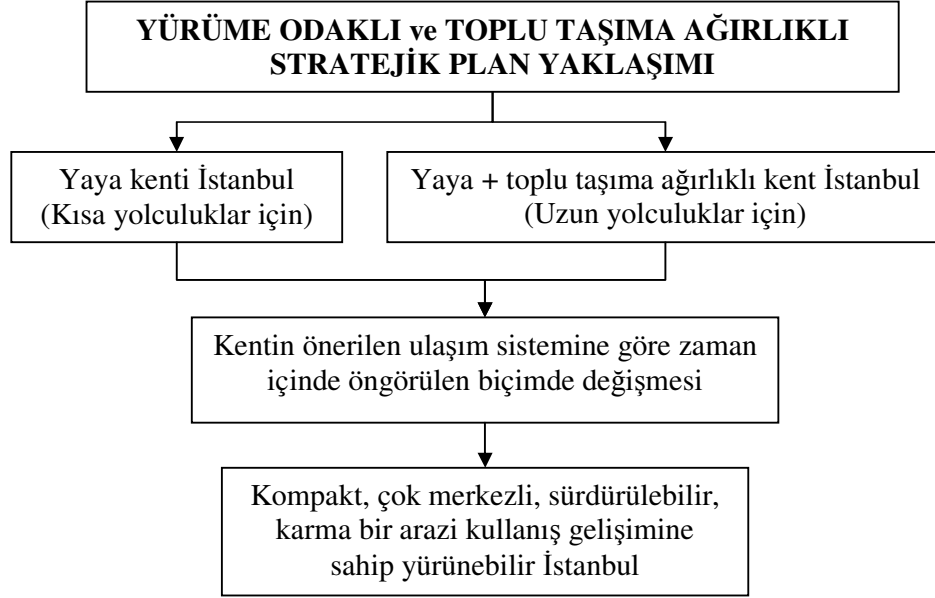 YÜRÜME ODAKLI ve TOPLU TAŞIMA AĞIRLIKLI
STRATEJİK PLAN YAKLAŞIMI
Yaya kenti İstanbul
(Kısa yolculuklar için)
Yaya + toplu taşıma ağırlıklı kent İstanbul
(Uzun yolculuklar için)
Kentin önerilen ulaşım sistemine göre zaman
içinde öngörülen biçimde değişmesi
Kompakt, çok merkezli, sürdürülebilir,
karma bir arazi kullanış gelişimine
sahip yürünebilir İstanbul